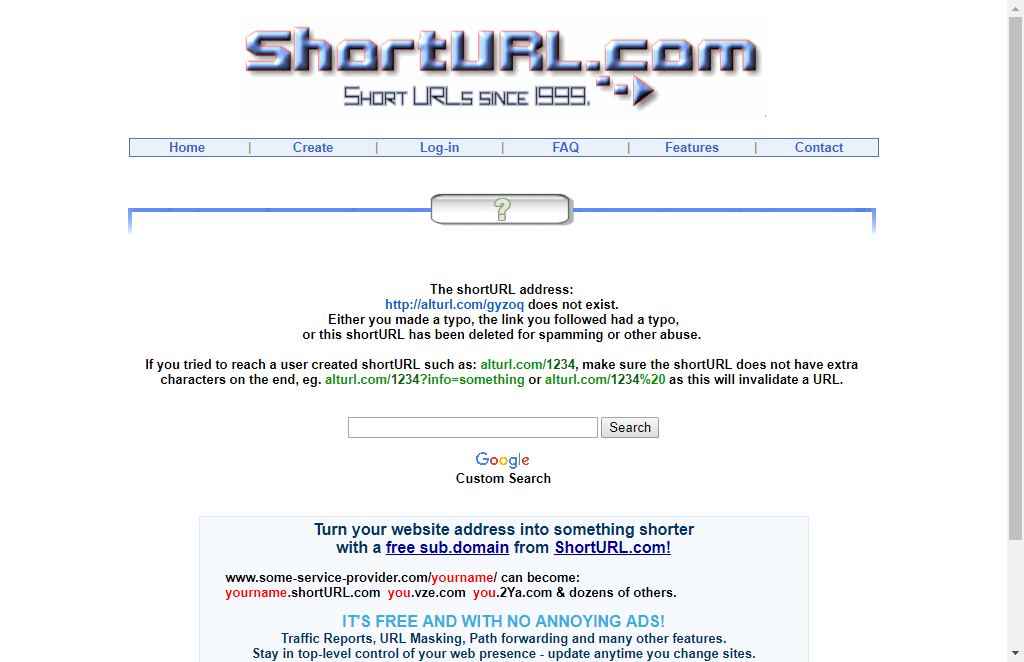 ShortURL.com
Short URLs since 1999.
Home | Create | Log-in | FAQ | Features | Contact
?
The shortURL address:
http://alturl.com/gyzoq does not exist.
Either you made a typo, the link you followed had a typo,
or this shortURL has been deleted for spamming or other abuse.
If you tried to reach a user created shortURL such as: alturl.com/1234, make sure the shortURL does not have extra
characters on the end, eg. alturl.com/1234?info=something or alturl.com/1234%20 as this will invalidate a URL.
Search
Google
Custom Search
Turn your website address into something shorter
with a free sub.domain from ShortURL.com!
www.some-service-provider.com/yourname/ can become:
yourname.shortURL.com you.vze.com you.2Ya.com & dozens of others.
IT'S FREE AND WITH NO ANNOYING ADS!
Traffic Reports, URL Masking, Path forwarding and many other features.
Stay in top-level control of your web presence - update anytime you change sites.